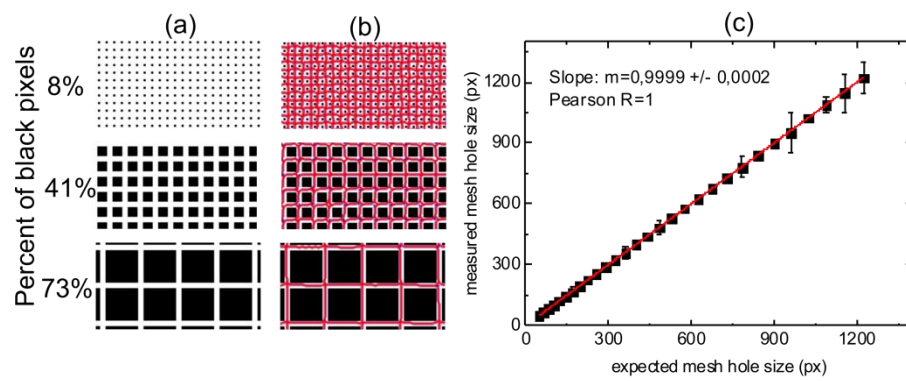 (a)
(b)
(c)
Percent of black pixels
8%
41%
73%
measured mesh hole size (px)
1200
900
600
300
0
Slope: m=0,9999 +/- 0,0002
Pearson R=1
0
300
600
900
1200
expected mesh hole size (px)